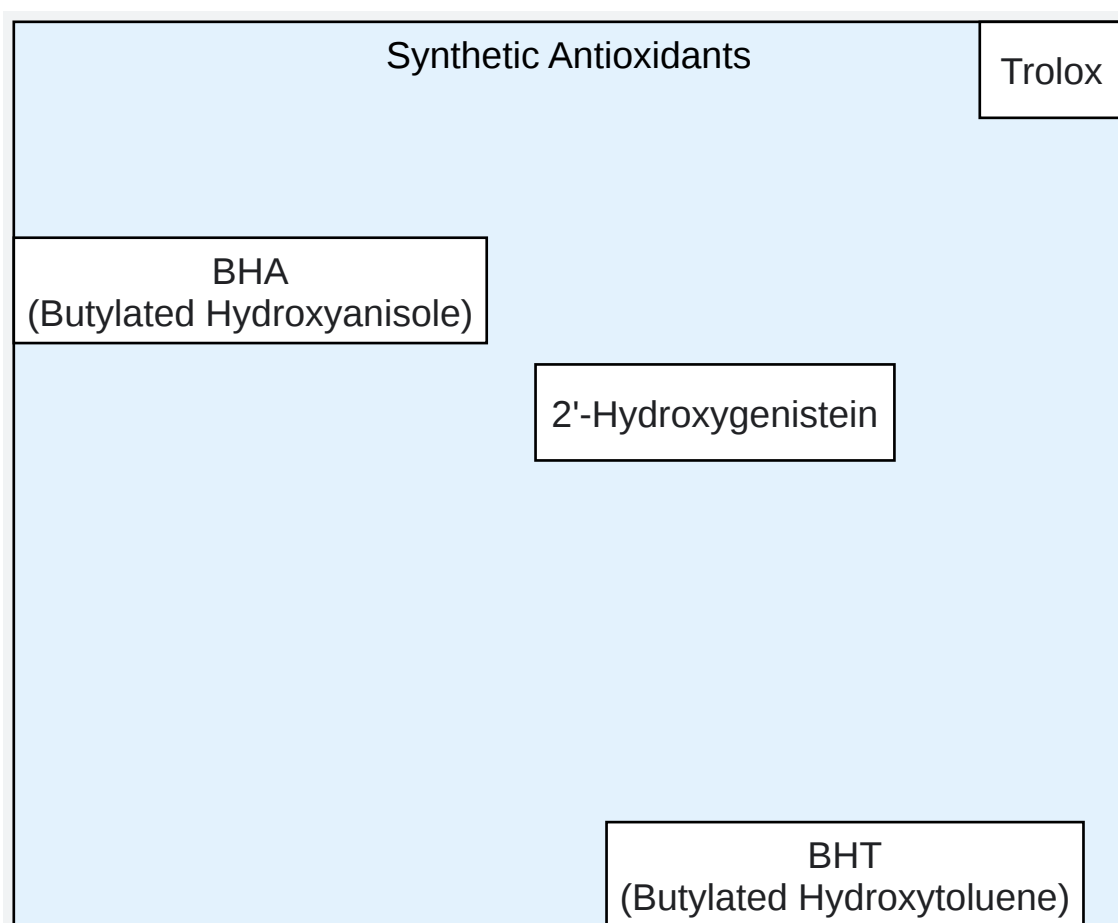 Synthetic Antioxidants
Trolox
BHA
(Butylated Hydroxyanisole)
2'-Hydroxygenistein
BHT
(Butylated Hydroxytoluene)